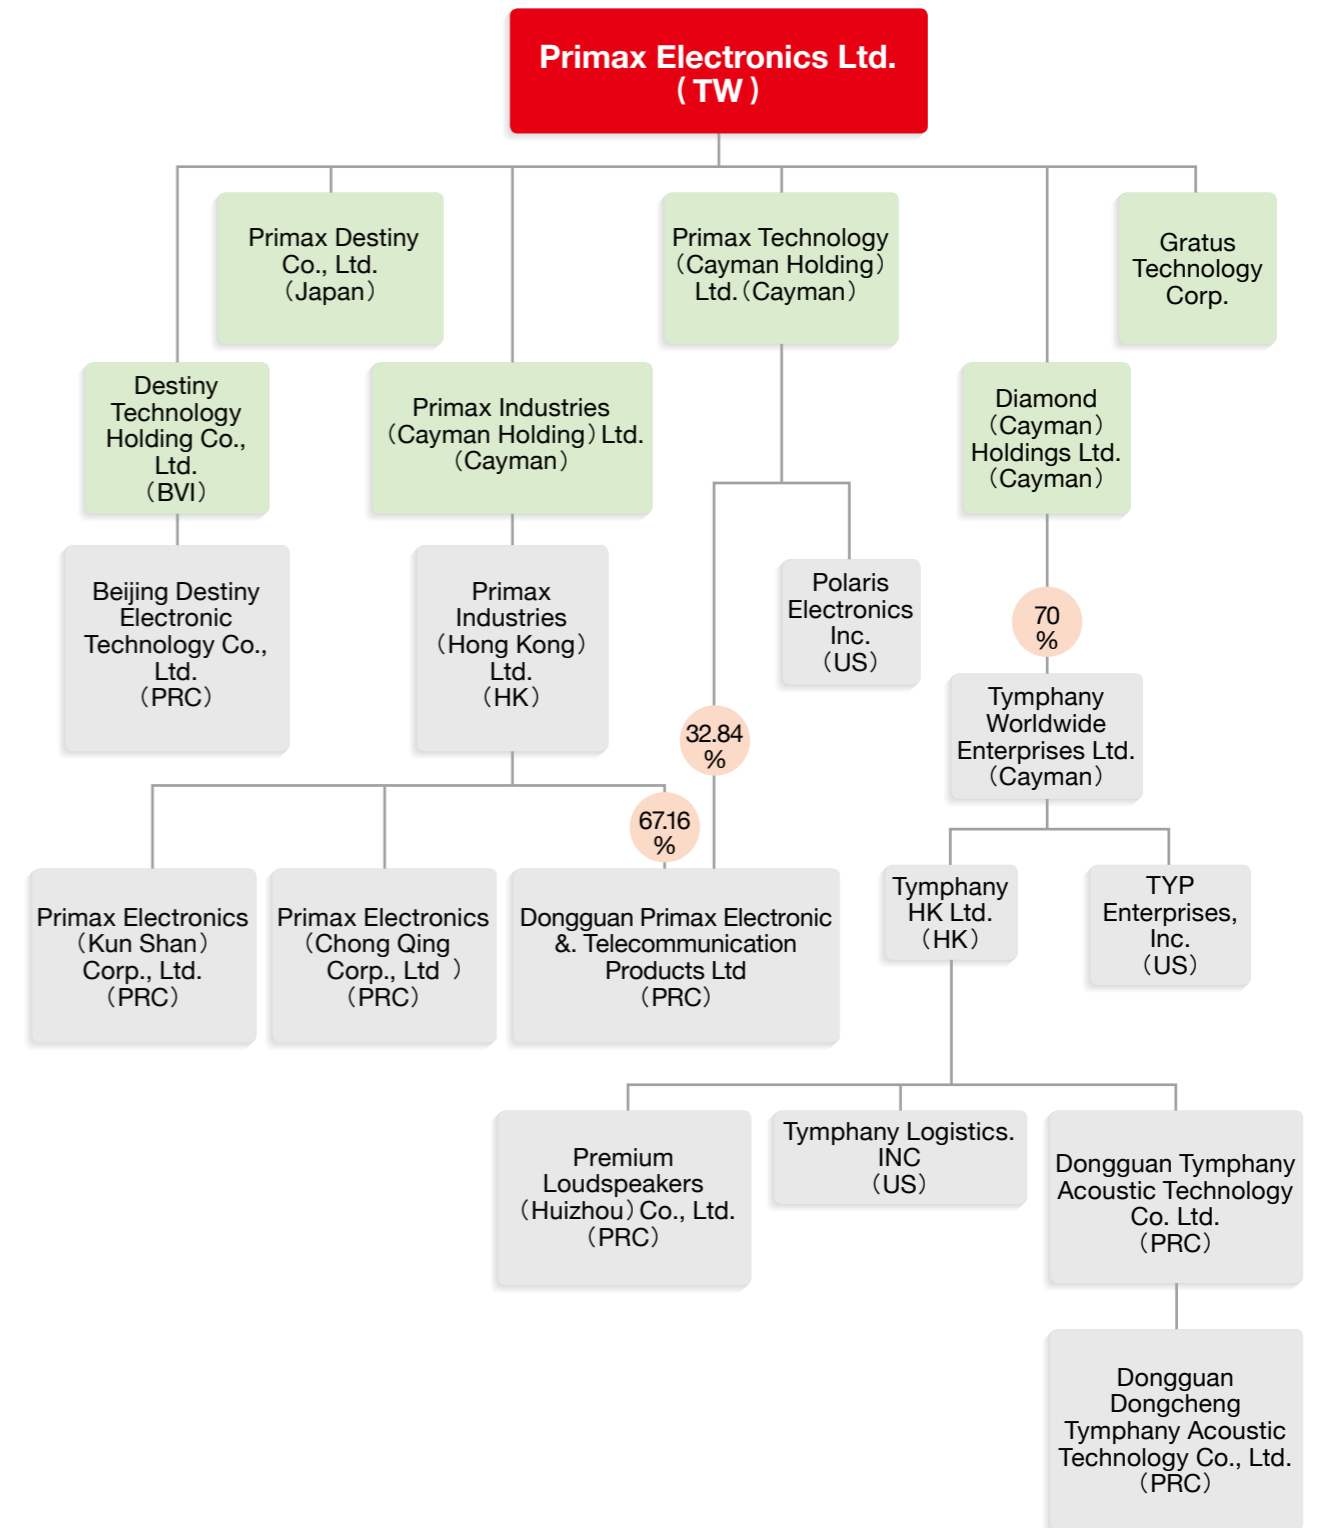 Primax Electronics Ltd.
(TW)
Primax Destiny
Co., Ltd.
(Japan)
Primax Technology
(Cayman Holding)
Ltd.(Cayman)
Gratus
Technology
Corp.
Destiny
Technology
Holding Co.,
Ltd.
(BVI)
Primax Industries
(Cayman Holding) Ltd.
(Cayman)
Diamond
(Cayman)
Holdings Ltd.
(Cayman)
Beijing Destiny
Electronic
Technology Co.,
Ltd.
(PRC)
Primax
Industries
(Hong Kong)
Ltd.
(HK)
Polaris
Electronics
Inc.
(US)
70
%
Tymphany
Worldwide
Enterprises Ltd.
(Cayman)
32.84
%
67.16
%
Primax Electronics
(Kun Shan)
Corp., Ltd.
(PRC)
Primax Electronics
(Chong Qing
Corp., Ltd )
(PRC)
Dongguan Primax Electronic
&. Telecommunication
Products Ltd
(PRC)
Tymphany
HK Ltd.
(HK)
TYP
Enterprises,
Inc.
(US)
Premium
Loudspeakers
(Huizhou) Co., Ltd.
(PRC)
Tymphany Logistics.
INC
(US)
Dongguan Tymphany
Acoustic Technology
Co. Ltd.
(PRC)
Dongguan
Dongcheng
Tymphany Acoustic
Technology Co., Ltd.
(PRC)